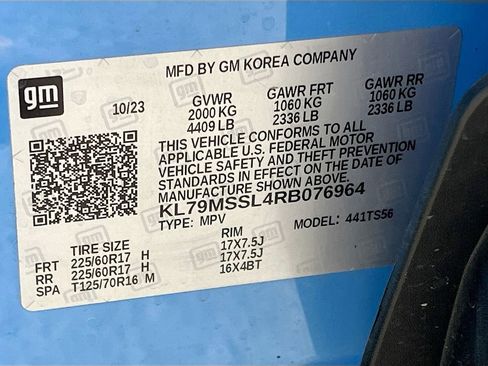 gm
MFD BY GM KOREA COMPANY
10/23 GVWR GAWR FRT GAWR RR
2000 KG 1060 KG 1060 KG
4409 LB 2336 LB 2336 LB
THIS VEHICLE CONFORMS TO ALL
APPLICABLE U.S. FEDERAL MOTOR
VEHICLE SAFETY AND THEFT PREVENTION
STANDARDS IN EFFECT ON THE DATE OF
MANUFACTURE SHOWN ABOVE.
KL79MSSL4RB076964
TYPE: MPV MODEL: 441TS56
TIRE SIZE RIM
FRT 225/60R17 H 17X7.5J
RR 225/60R17 H 17X7.5J
SPA T125/70R16 M 16X4BT